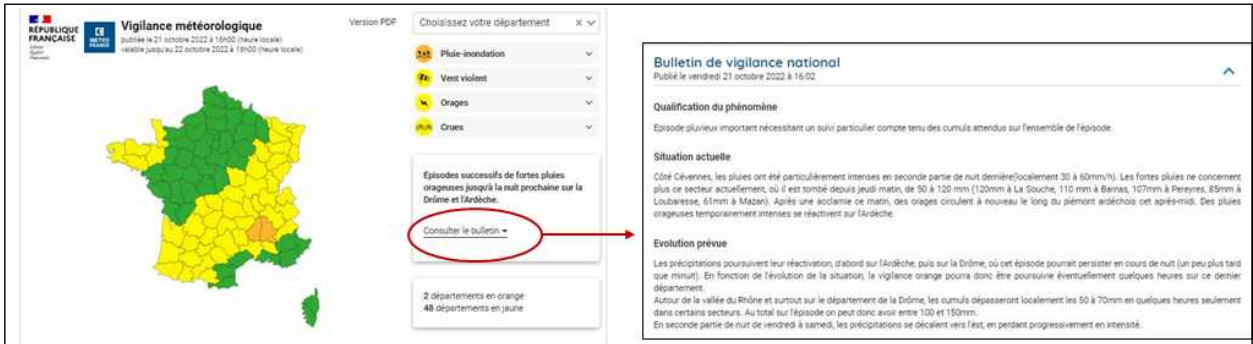 RÉPUBLIQUE
FRANÇAISE
Liberté
Égalité
Fraternité
METEO
FRANCE
Vigilance météorologique
publiée le 21 octobre 2022 à 16h00 (heure locale)
valable jusqu'au 22 octobre 2022 à 16h00 (heure locale)
Version PDF
Choisissez votre département
Pluie-inondation
Vent violent
Orages
Crues
Episodes successifs de fortes pluies
orageuses jusqu'à la nuit prochaine sur la
Drôme et l'Ardèche.
Consulter le bulletin
2 départements en orange
48 départements en jaune
Bulletin de vigilance national
Publié le vendredi 21 octobre 2022 à 16:02
Qualification du phénomène
Episode pluvieux important nécessitant un suivi particulier compte tenu des cumuls attendus sur l'ensemble de l'épisode.
Situation actuelle
Côté Cévennes, les pluies ont été particulièrement intenses en seconde partie de nuit dernière(localement 30 à 60mm/h). Les fortes pluies ne concernent
plus ce secteur actuellement, où il est tombé depuis jeudi matin, de 50 à 120 mm (120mm à La Souche, 110 mm à Barnas, 107mm à Pereyres, 85mm à
Loubaresse, 61mm à Mazan). Après une acclamie ce matin, des orages circulent à nouveau le long du piémont ardéchois cet après-midi. Des pluies
orageuses temporairement intenses se réactivent sur l'Ardèche.
Evolution prévue
Les précipitations poursuivent leur réactivation, d'abord sur l'Ardèche, puis sur la Drôme, où cet épisode pourrait persister en cours de nuit (un peu plus tard
que minuit). En fonction de l'évolution de la situation, la vigilance orange pourra donc être poursuivie éventuellement quelques heures sur ce dernier
département.
Autour de la vallée du Rhône et surtout sur le département de la Drôme, les cumuls dépasseront localement les 50 à 70mm en quelques heures seulement
dans certains secteurs. Au total sur l'épisode on peut donc avoir entre 100 et 150mm.
En seconde partie de nuit de vendredi à samedi, les précipitations se décalent vers l'est, en perdant progressivement en intensité.